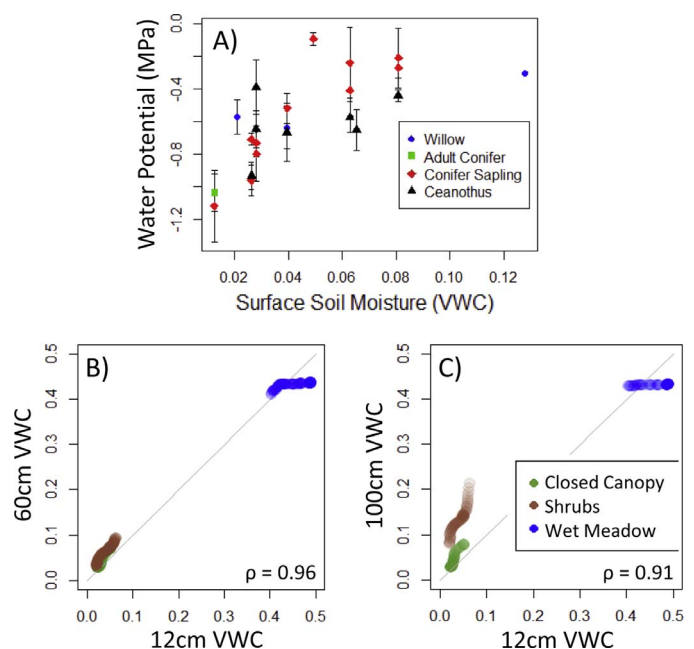 A)
Water Potential (MPa)
0.0
-0.4
-0.8
-1.2
Willow
Adult Conifer
Conifer Sapling
Ceanothus
0.02 0.04 0.06 0.08 0.10 0.12
Surface Soil Moisture (VWC)
B)
60cm VWC
0.5
0.4
0.3
0.2
0.1
0.0
ρ = 0.96
0.0 0.1 0.2 0.3 0.4 0.5
12cm VWC
C)
100cm VWC
0.5
0.4
0.3
0.2
0.1
0.0
Closed Canopy
Shrubs
Wet Meadow
ρ = 0.91
0.0 0.1 0.2 0.3 0.4 0.5
12cm VWC